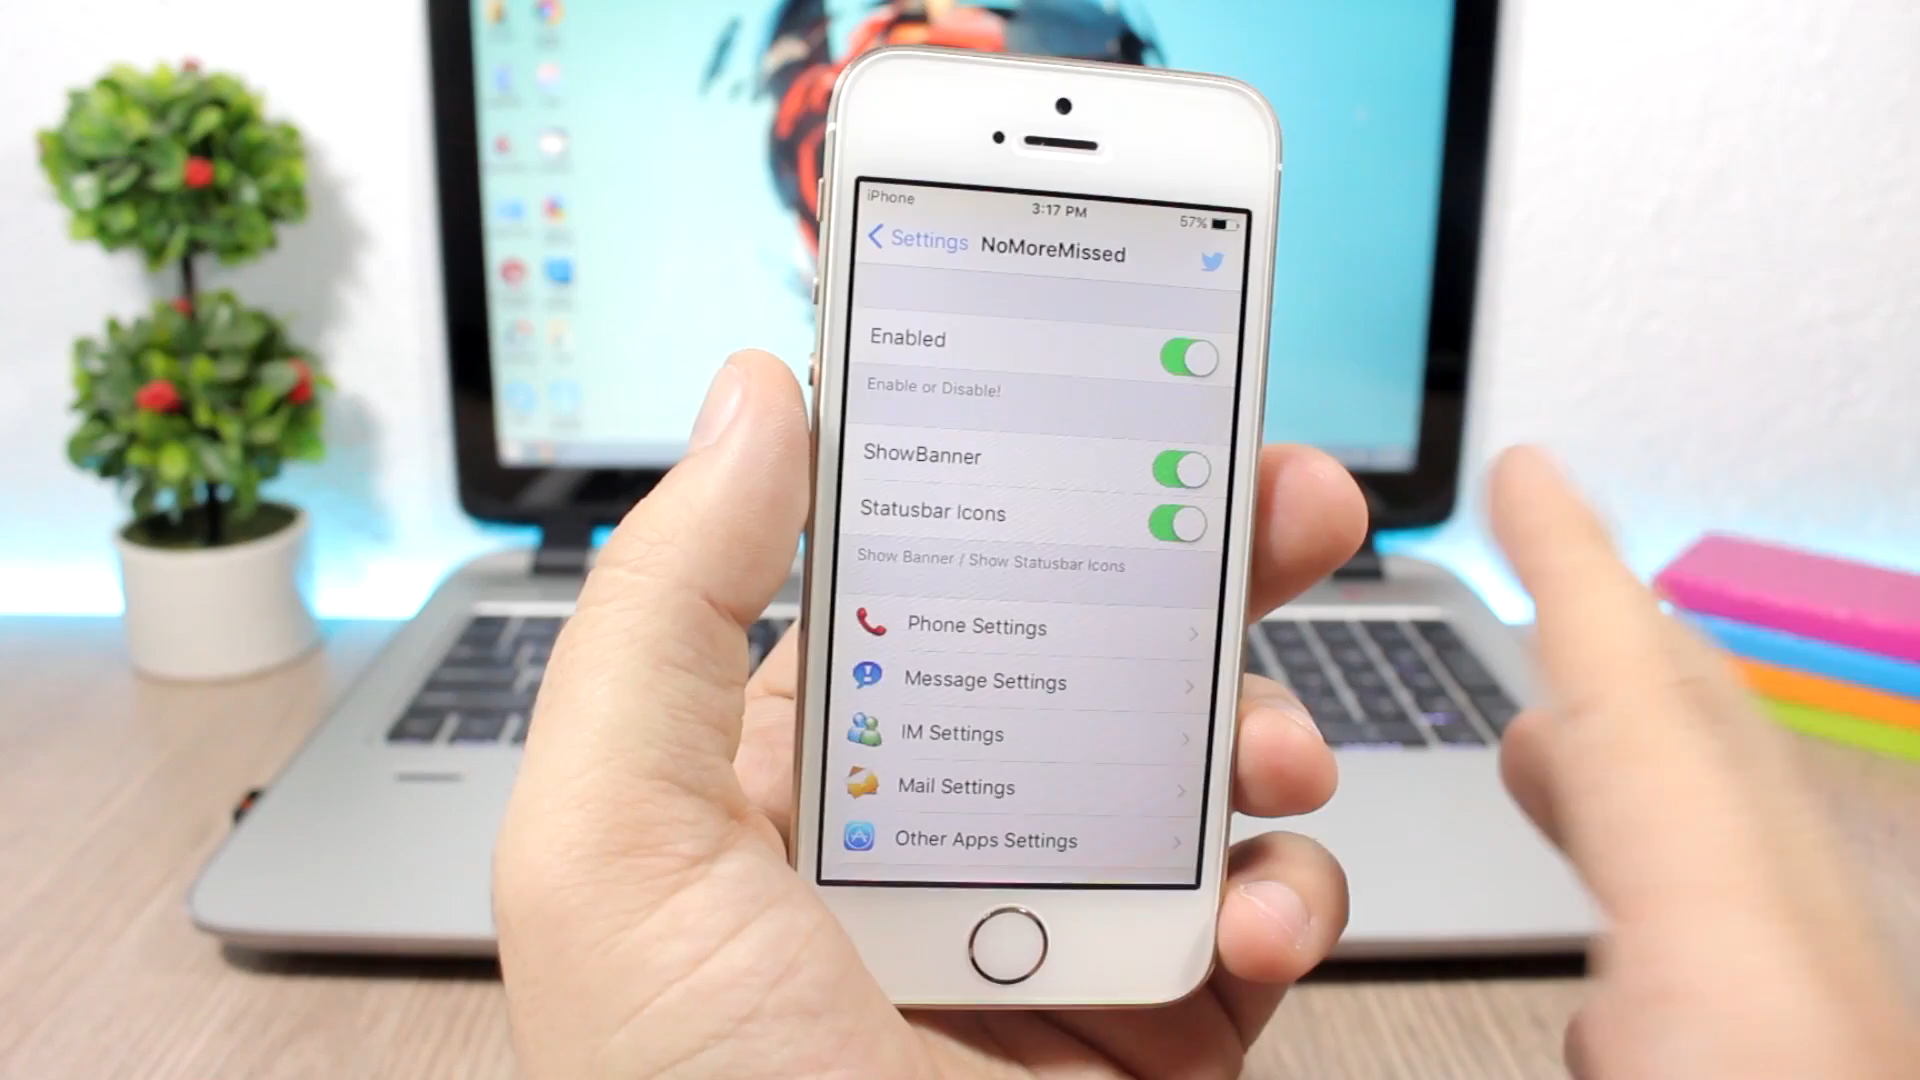 iPhone 3:17 PM 57%
Settings NoMoreMissed
Enabled
Enable or Disable!
ShowBanner
Statusbar Icons
Show Banner / Show Statusbar Icons
Phone Settings
Message Settings
IM Settings
Mail Settings
Other Apps Settings